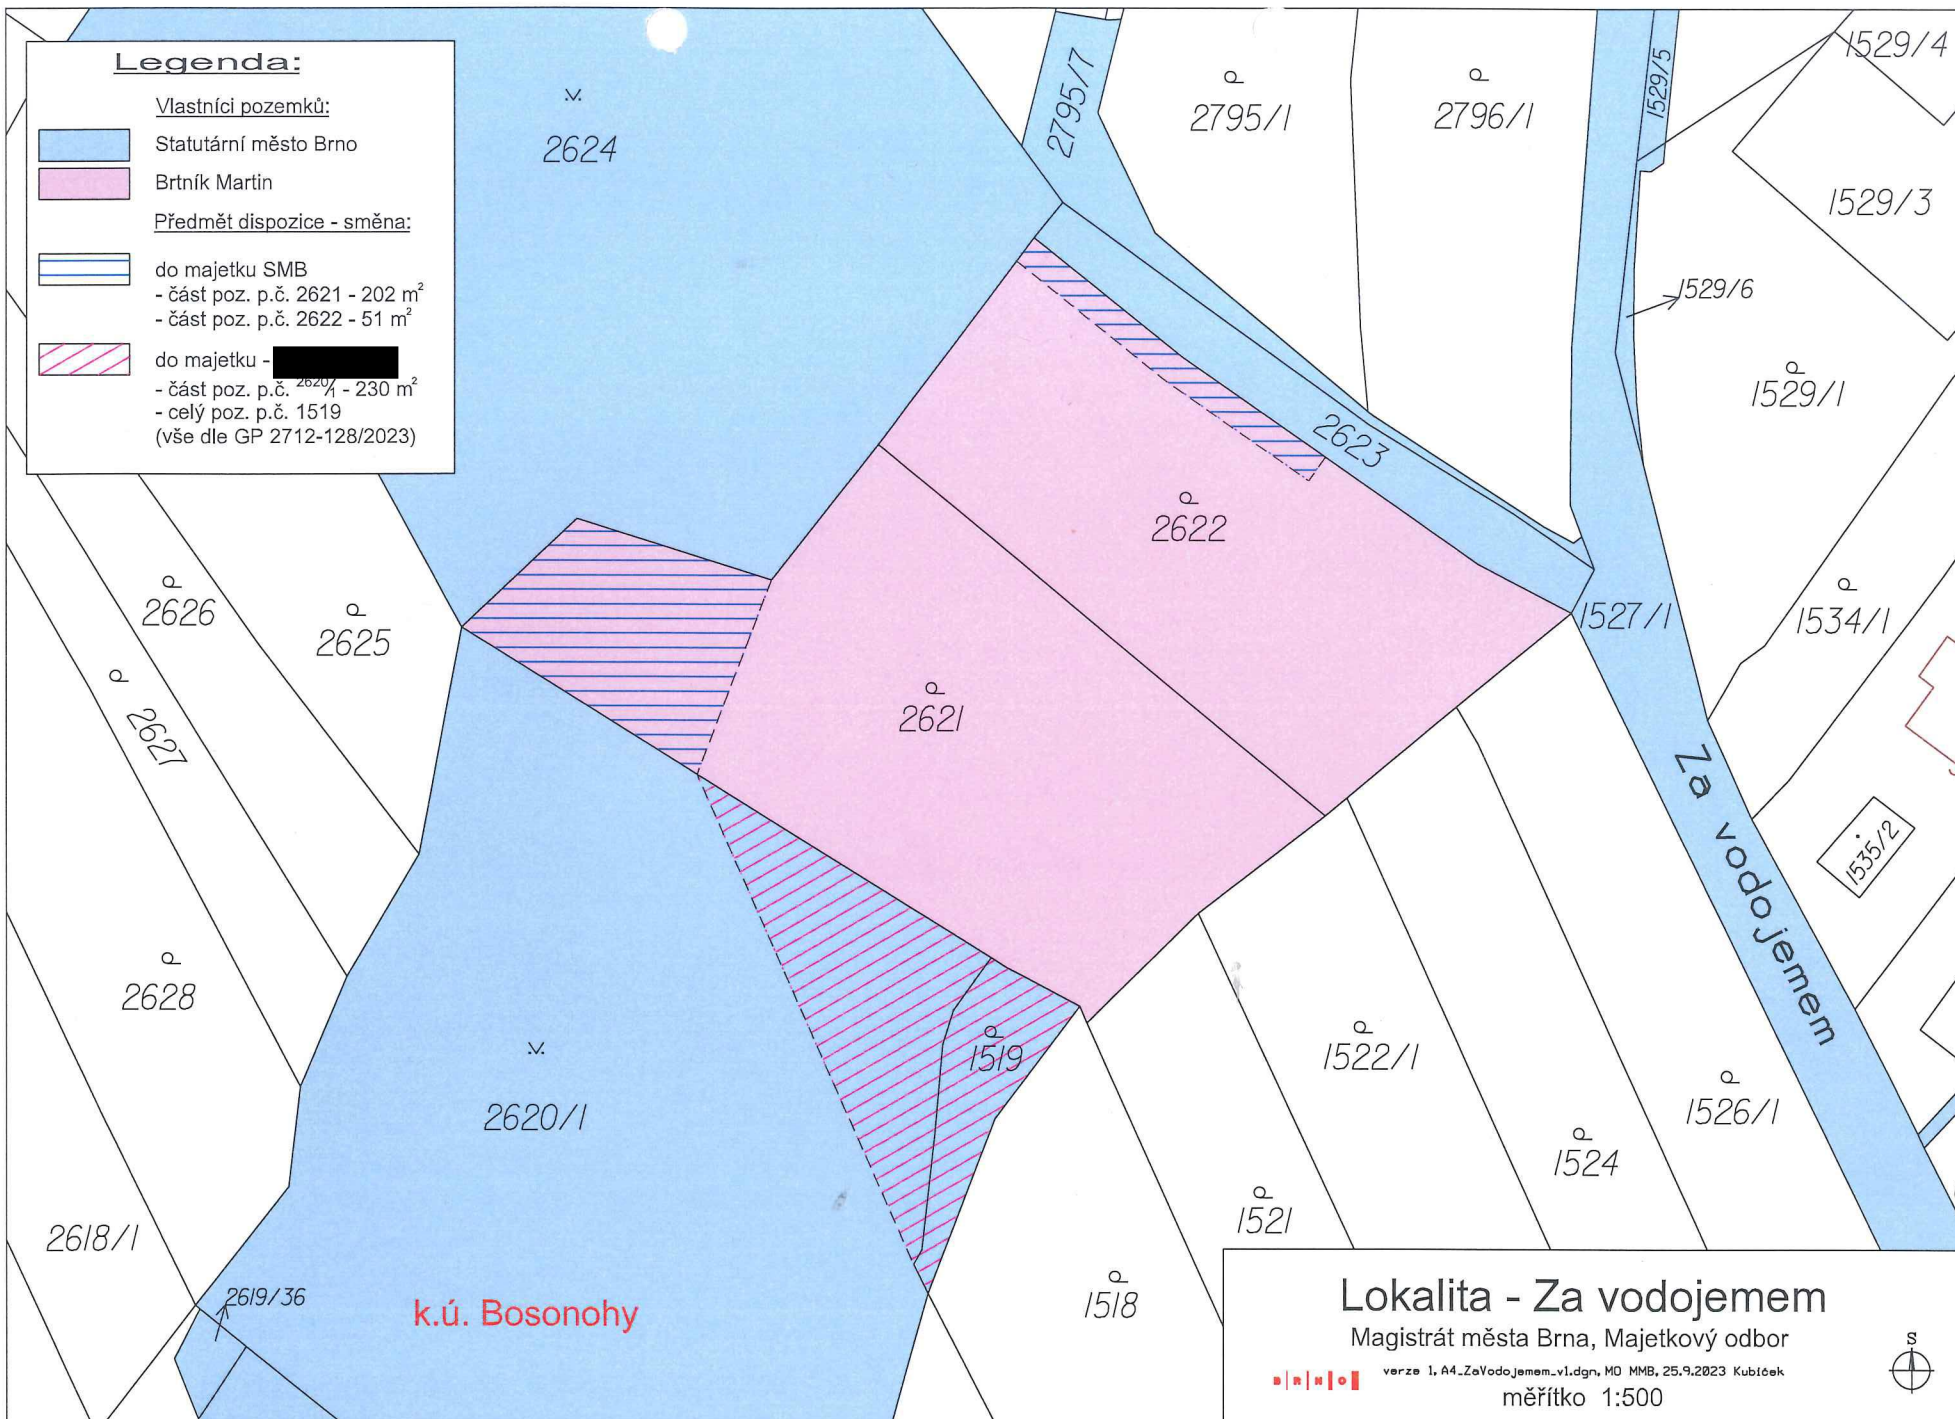 Legenda:
Vlastníci pozemků:
Statutární město Brno
Brtník Martin
Předmět dispozice - směna:
do majetku SMB
- část poz. p.č. 2621 - 202 m²
- část poz. p.č. 2622 - 51 m²
do majetku -
- část poz. p.č. 2620/1 - 230 m²
- celý poz. p.č. 1519
(vše dle GP 2712-128/2023)
2624
2795/7
2795/1
2796/1
1529/5
1529/4
1529/3
1529/6
1529/1
2623
2622
2626
2625
1527/1
1534/1
2627
2621
Za vodojemem
1535/2
2628
1519
1522/1
2620/1
1526/1
1524
1521
2618/1
2619/36
1518
k.ú. Bosonohy
Lokalita - Za vodojemem
Magistrát města Brna, Majetkový odbor
BRNO
verze 1, A4_ZaVodojemem_v1.dgn, MO MMB, 25.9.2023 Kubíček
měřítko 1:500
S